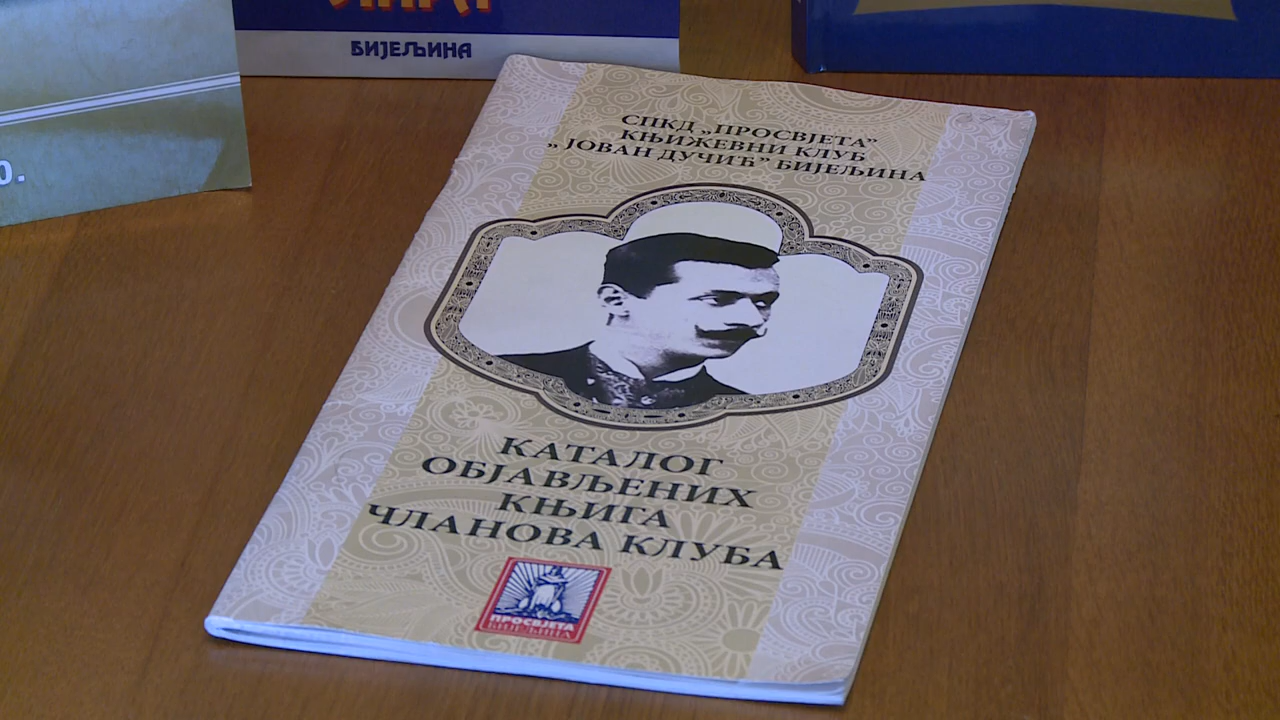 БИЈЕЉИНА
О.
СПКД „ПРОСВЈЕТА”
КЊИЖЕВНИ КЛУБ
„ЈОВАН ДУЧИЋ” БИЈЕЉИНА
КАТАЛОГ
ОБЈАВЉЕНИХ
КЊИГА
ЧЛАНОВА КЛУБА
ПРОСВЈЕТА
БИЈЕЉИНА